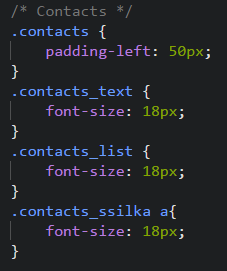 /* Contacts */
.contacts {
    padding-left: 50px;
}
.contacts_text {
    font-size: 18px;
}
.contacts_list {
    font-size: 18px;
}
.contacts_ssilka a{
    font-size: 18px;
}